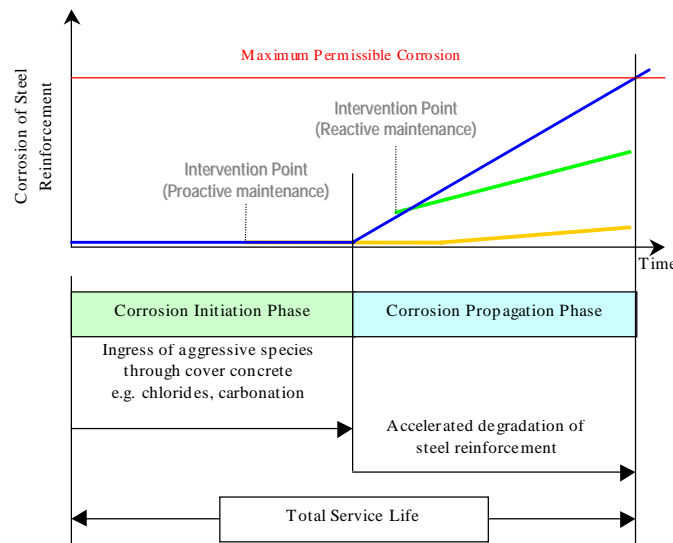 Maximum Permissible Corrosion
Corrosion of Steel
Reinforcement
Intervention Point
(Reactive maintenance)
Intervention Point
(Proactive maintenance)
Time
Corrosion Initiation Phase
Corrosion Propagation Phase
Ingress of aggressive species
through cover concrete
e.g. chlorides, carbonation
Accelerated degradation of
steel reinforcement
Total Service Life